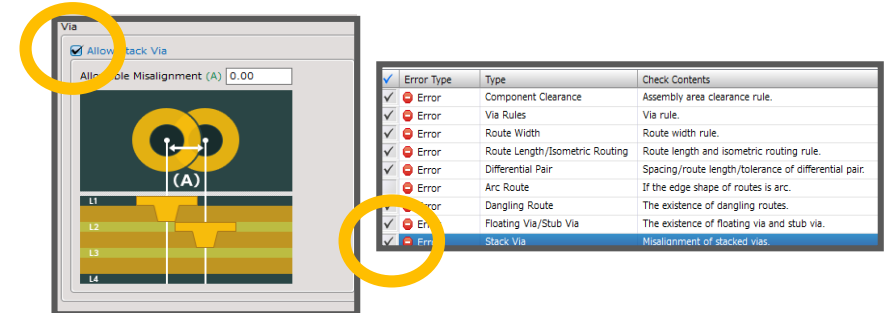 Via
Allow Stack Via
Allowable Misalignment (A) 0.00
(A)
L1
L2
L3
L4
Error Type Type Check Contents
Error Component Clearance Assembly area clearance rule.
Error Via Rules Via rule.
Error Route Width Route width rule.
Error Route Length/Isometric Routing Route length and isometric routing rule.
Error Differential Pair Spacing/route length/tolerance of differential pair.
Error Arc Route If the edge shape of routes is arc.
Error Dangling Route The existence of dangling routes.
Error Floating Via/Stub Via The existence of floating via and stub via.
Error Stack Via Misalignment of stacked vias.